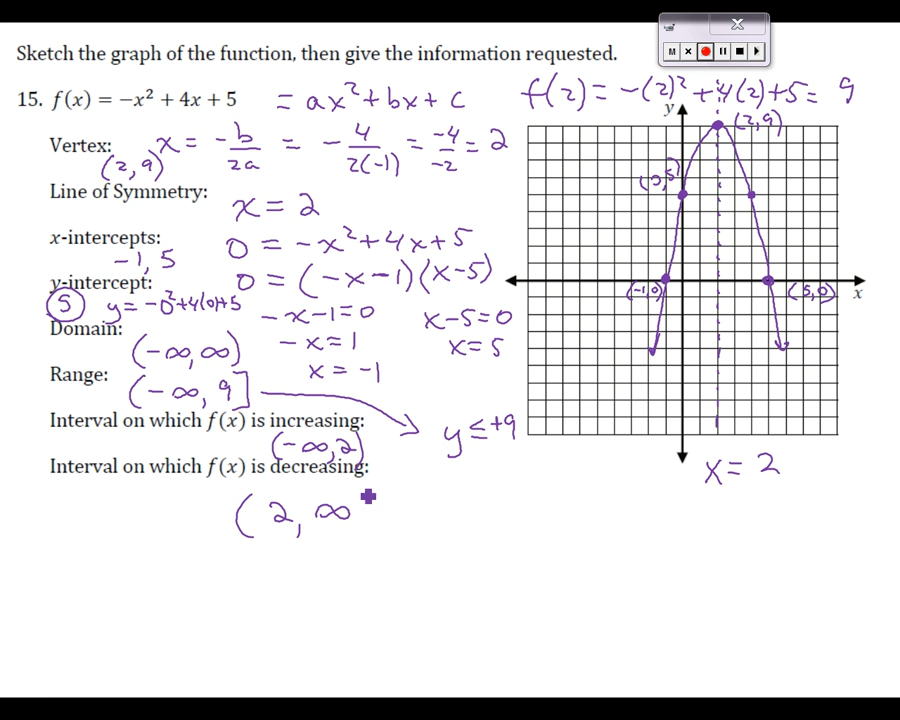 Sketch the graph of the function, then give the information requested.
15. f(x) = −x² + 4x + 5 = ax² + bx + c
f(2) = −(2)² + 4(2) + 5 = 9
Vertex: x = −b/2a = −4/2(−1) = −4/−2 = 2
(2, 9)
Line of Symmetry: x = 2
x-intercepts: 0 = −x² + 4x + 5
−1, 5
0 = (−x − 1)(x − 5)
y-intercept:
5 y = −0² + 4(0) + 5
−x − 1 = 0 x − 5 = 0
Domain:
(−∞, ∞)
−x = 1 x = 5
Range:
x = −1
(−∞, 9]
y ≤ +9
Interval on which f(x) is increasing:
(−∞, 2)
Interval on which f(x) is decreasing:
(2, ∞
y
(2, 9)
(0, 5)
(−1, 0)
(5, 0)
x
x = 2
M